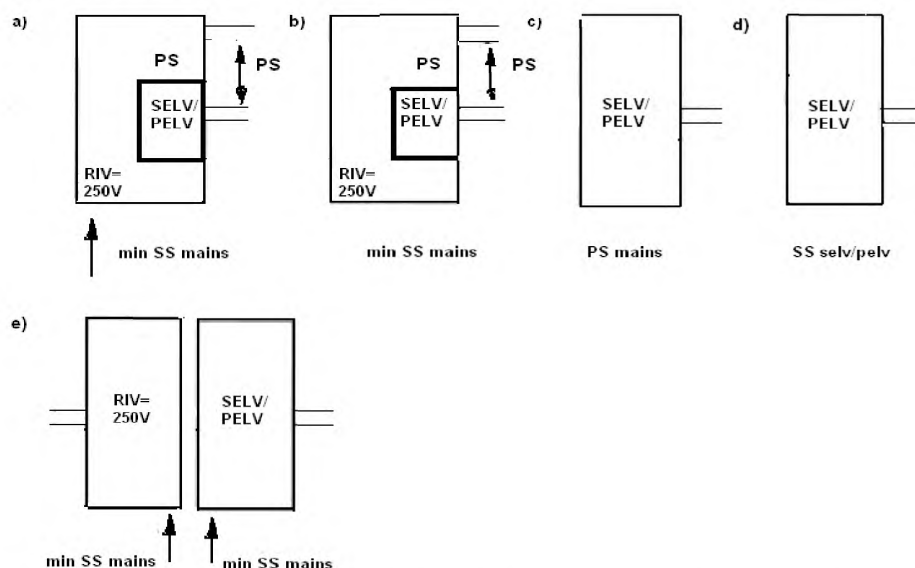 a)
PS
PS
SELV/
PELV
RIV=
250V
min SS mains
b)
PS
PS
SELV/
PELV
RIV=
250V
min SS mains
c)
SELV/
PELV
PS mains
d)
SELV/
PELV
SS selv/pelv
e)
RIV=
250V
SELV/
PELV
min SS mains
min SS mains